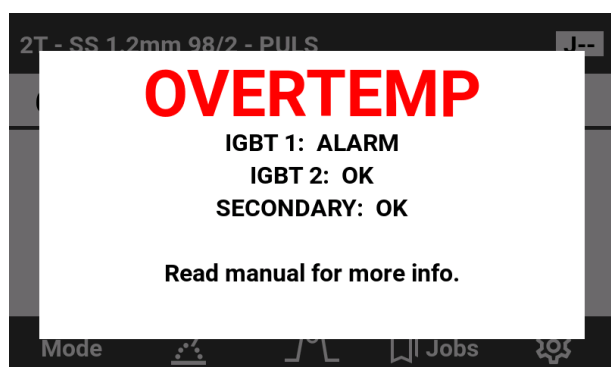 2T - SS 1.2mm 98/2 - PULS J--
OVERTEMP
IGBT 1: ALARM
IGBT 2: OK
SECONDARY: OK
Read manual for more info.
Mode Jobs